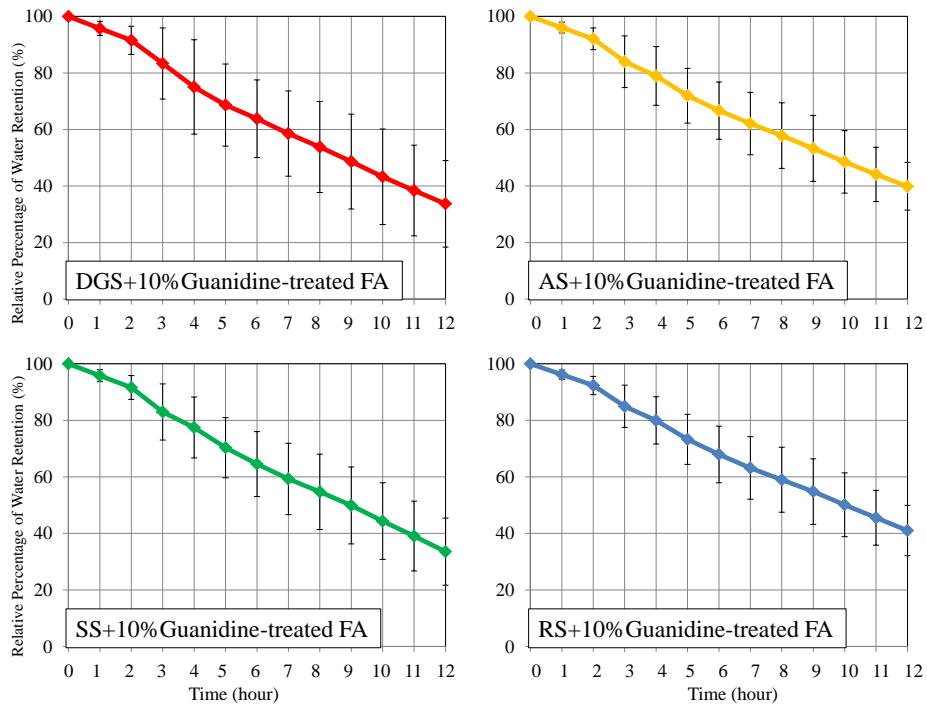 Relative Percentage of Water Retention (%)
100
80
60
40
20
0
DGS+10%Guanidine-treated FA
0 1 2 3 4 5 6 7 8 9 10 11 12
100
80
60
40
20
0
AS+10%Guanidine-treated FA
0 1 2 3 4 5 6 7 8 9 10 11 12
Relative Percentage of Water Retention (%)
100
80
60
40
20
0
SS+10%Guanidine-treated FA
0 1 2 3 4 5 6 7 8 9 10 11 12
Time (hour)
100
80
60
40
20
0
RS+10%Guanidine-treated FA
0 1 2 3 4 5 6 7 8 9 10 11 12
Time (hour)